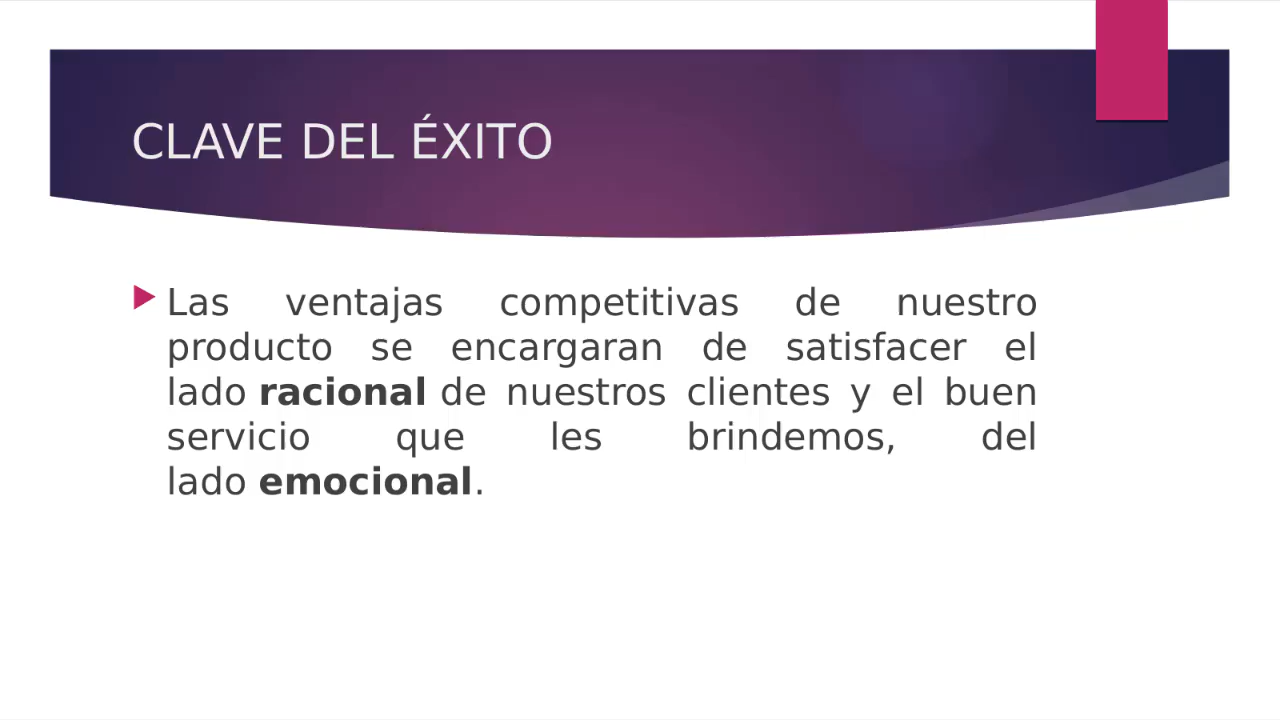 CLAVE DEL ÉXITO
Las ventajas competitivas de nuestro
producto se encargaran de satisfacer el
lado racional de nuestros clientes y el buen
servicio que les brindemos, del
lado emocional.